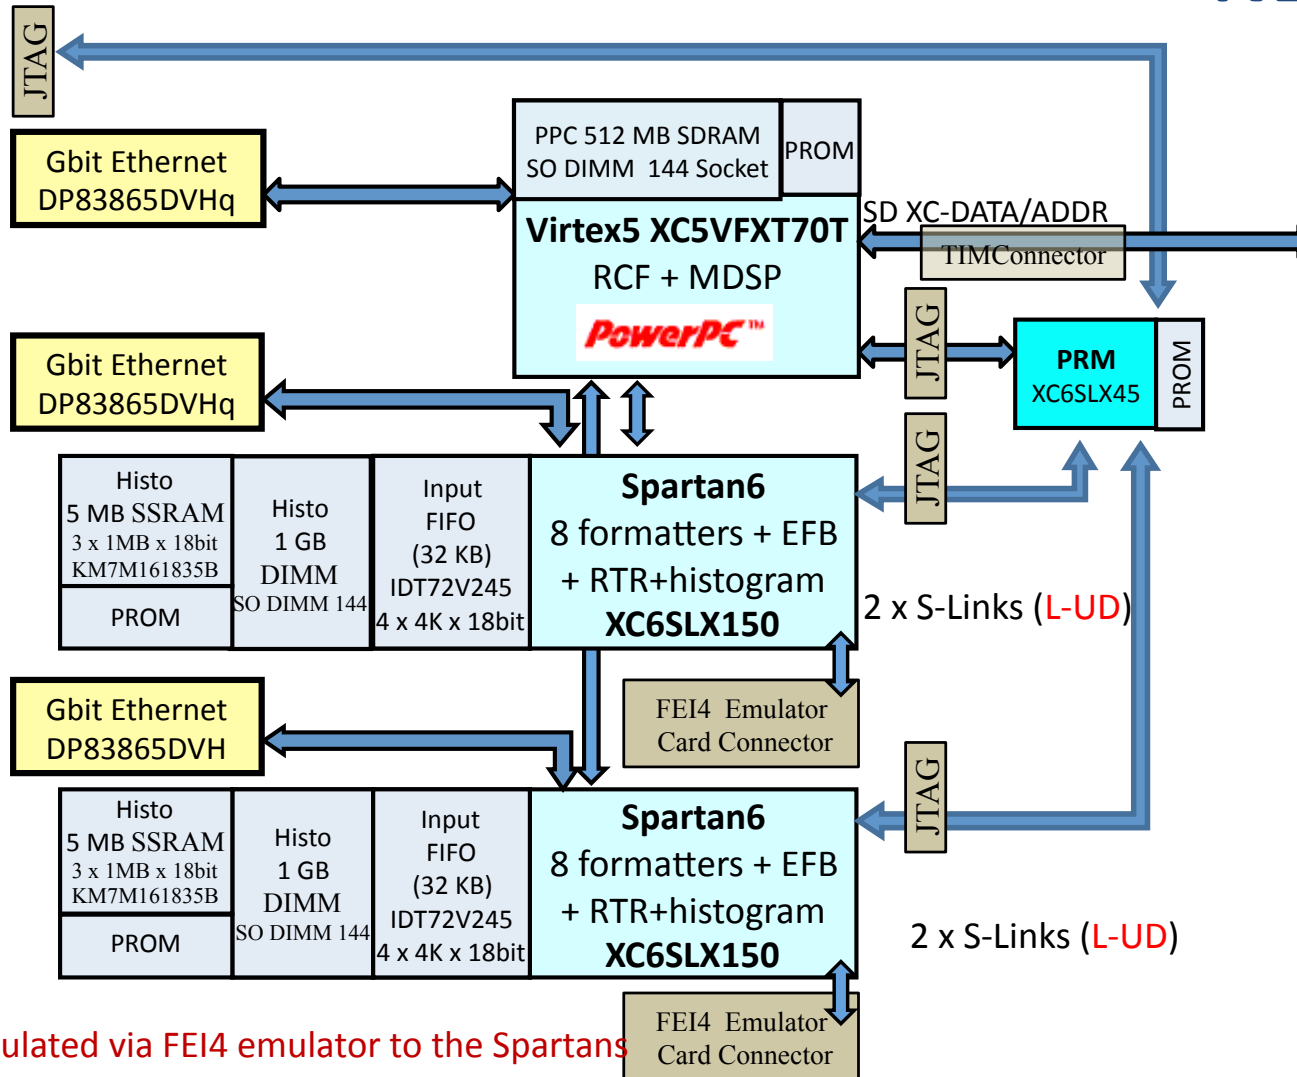 JTAG
Gbit Ethernet
DP83865DVHq
PPC 512 MB SDRAM
SO DIMM 144 Socket
PROM
Virtex5 XC5VFXT70T
RCF + MDSP
PowerPC™
SD XC-DATA/ADDR
TIMConnector
JTAG
PRM
XC6SLX45
PROM
Gbit Ethernet
DP83865DVHq
JTAG
Histo
5 MB SSRAM
3 x 1MB x 18bit
KM7M161835B
PROM
Histo
1 GB
DIMM
SO DIMM 144
Input
FIFO
(32 KB)
IDT72V245
4 x 4K x 18bit
Spartan6
8 formatters + EFB
+ RTR+histogram
XC6SLX150
2 x S-Links (L-UD)
FEI4 Emulator
Card Connector
Gbit Ethernet
DP83865DVH
JTAG
Histo
5 MB SSRAM
3 x 1MB x 18bit
KM7M161835B
PROM
Histo
1 GB
DIMM
SO DIMM 144
Input
FIFO
(32 KB)
IDT72V245
4 x 4K x 18bit
Spartan6
8 formatters + EFB
+ RTR+histogram
XC6SLX150
2 x S-Links (L-UD)
FEI4 Emulator
Card Connector
ulated via FEI4 emulator to the Spartans